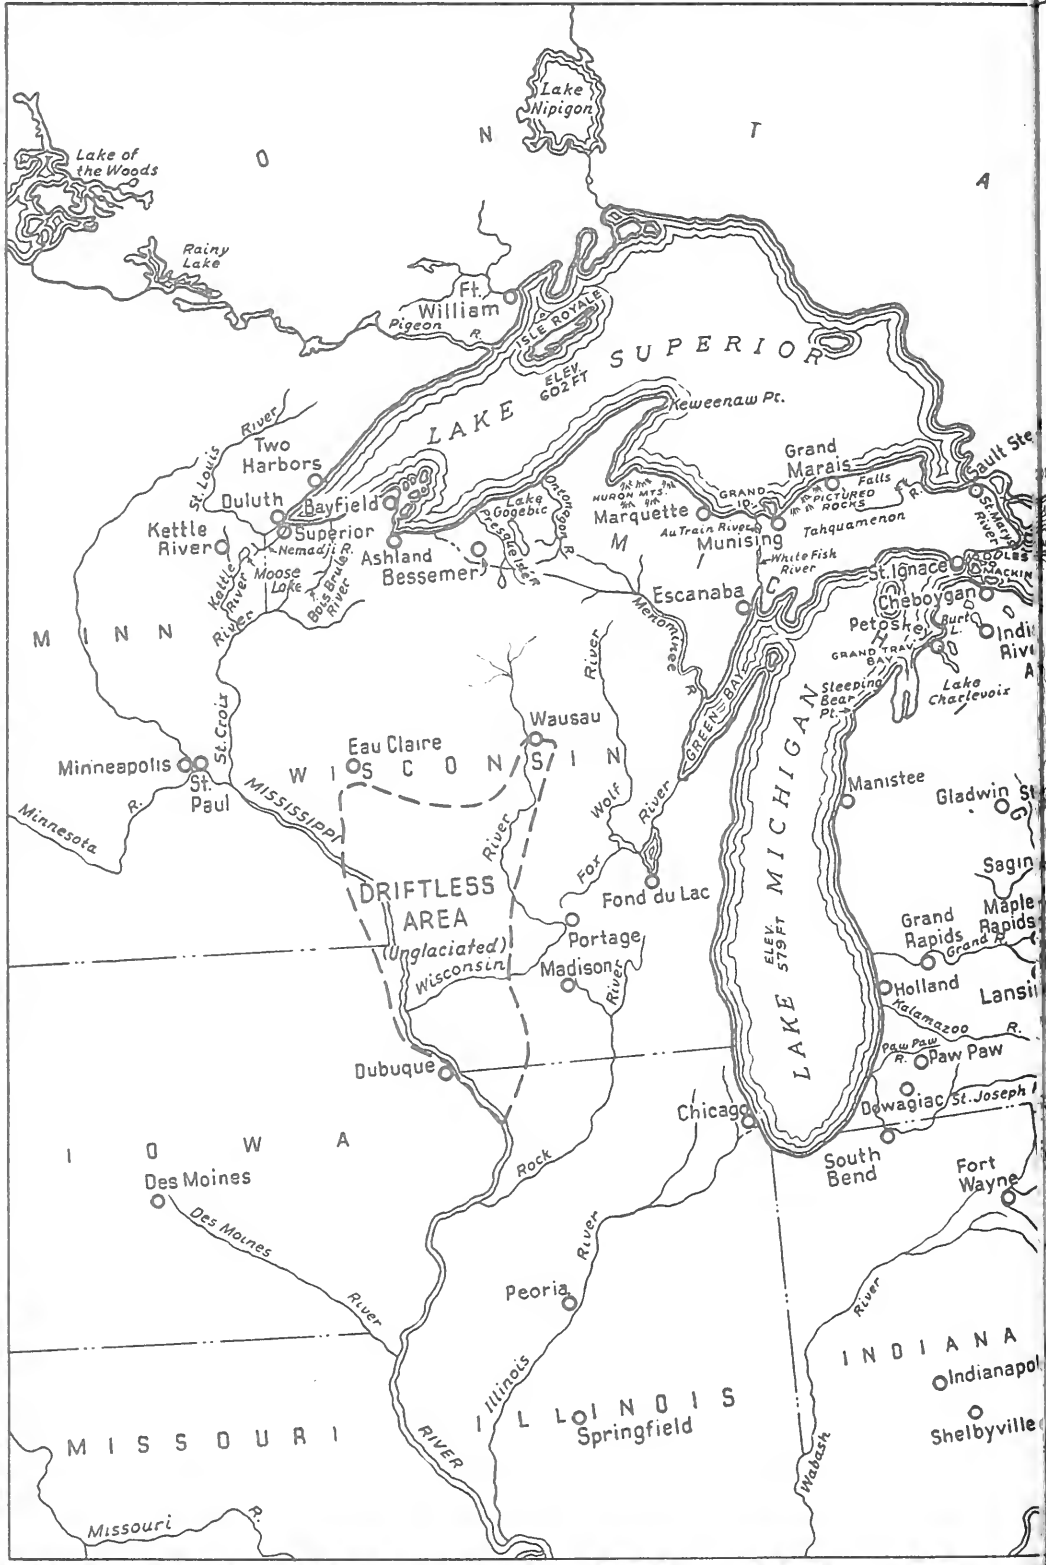 Lake
Nipigon
O N T A
Lake of
the Woods
Rainy
Lake
Ft.
William
Pigeon R.
ISLE ROYALE
LAKE SUPERIOR
ELEV.
602 FT
Keweenaw Pt.
St. Louis River
Two
Harbors
Duluth
Bayfield
Superior
Kettle
River
Nemadji R.
Ashland
Bessemer
Moose
Lake
Kettle
River
Bois Brule
River
Lake
Gogebic
Ontonagon R.
HURON MTS.
Marquette
GRAND
ID.
Grand
Marais
Falls
PICTURED
ROCKS
R.
Tahquamenon
Au Train River
Munising
White Fish
River
Sault Ste
St. Mary
River
St. Ignace
Cheboygan
Petoskey
Burt
L.
GRAND TRAV.
BAY
Sleeping
Bear
Pt.
Lake
Charlevoix
India
Rive
M I C H
Escanaba
Menominee R.
GREEN BAY
M I N N
River
St. Croix
Minneapolis
St.
Paul
Minnesota R.
MISSISSIPPI
Eau Claire
Wausau
W I S C O N S I N
River
Wolf
River
River
Fox
Fond du Lac
DRIFTLESS
AREA
(Unglaciated)
Wisconsin
Portage
Madison
River
Dubuque
LAKE MICHIGAN
ELEV.
579 FT
Manistee
Gladwin
St
Sagin
Maple
Rapids
Grand
Rapids
Grand R.
Holland
Lansi
Kalamazoo R.
Paw Paw
R.
Paw Paw
Dowagiac
St. Joseph
South
Bend
Fort
Wayne
Chicago
I O W A
Des Moines
Des Moines
River
Rock
River
Peoria
Illinois
I L L I N O I S
Springfield
River
Wabash
I N D I A N A
Indianapol
Shelbyville
M I S S O U R I
RIVER
Missouri R.